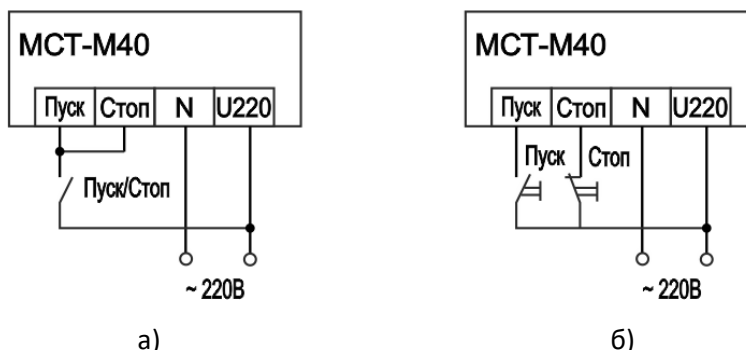 МСТ-М40
Пуск Стоп N U220
Пуск/Стоп
~ 220В
а)
МСТ-М40
Пуск Стоп N U220
Пуск Стоп
~ 220В
б)